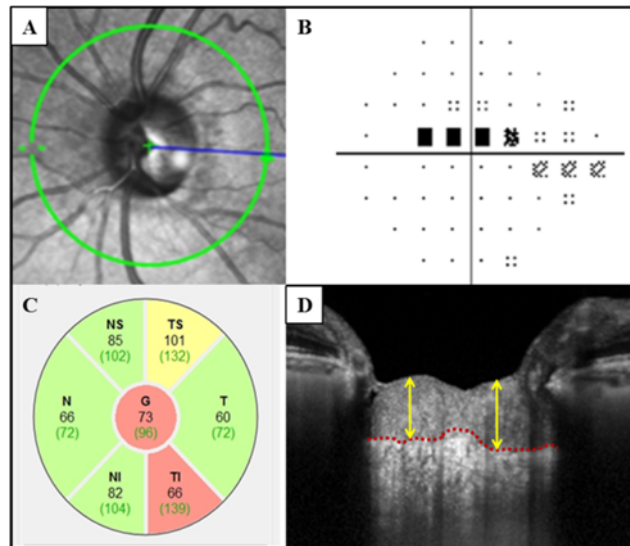 A
B
C
NS TS
85 101
(102) (132)
N G T
66 73 60
(72) (96) (72)
NI TI
82 66
(104) (139)
D